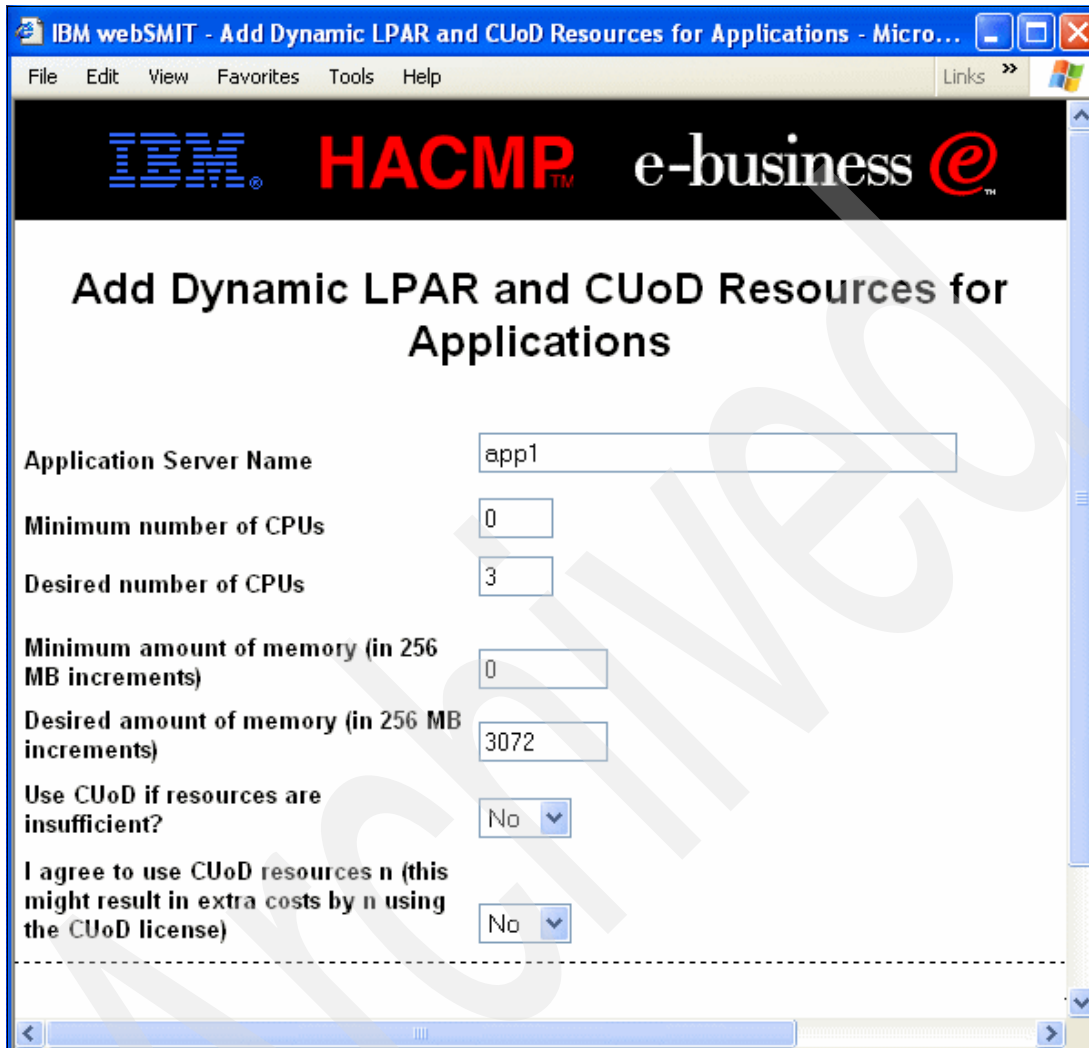 IBM webSMIT - Add Dynamic LPAR and CUoD Resources for Applications - Micro...
File Edit View Favorites Tools Help Links »
IBM® HACMP™ e-business e™
Add Dynamic LPAR and CUoD Resources for
Applications
Application Server Name app1
Minimum number of CPUs 0
Desired number of CPUs 3
Minimum amount of memory (in 256
MB increments) 0
Desired amount of memory (in 256 MB
increments) 3072
Use CUoD if resources are
insufficient? No
I agree to use CUoD resources n (this
might result in extra costs by n using
the CUoD license) No
Archived